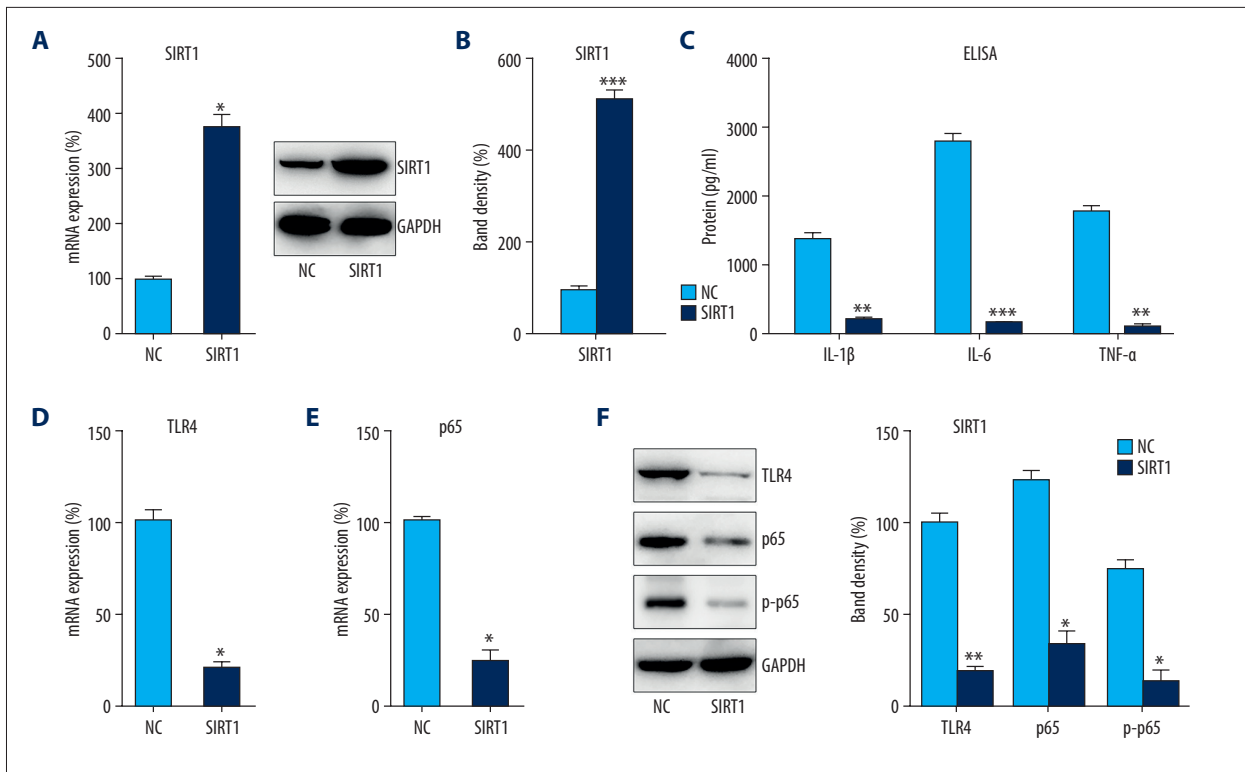 A
SIRT1
500
400
300
200
100
0
mRNA expression (%)
*
NC
SIRT1
SIRT1
GAPDH
NC
SIRT1
B
SIRT1
600
400
200
0
Band density (%)
***
SIRT1
NC
SIRT1
C
ELISA
4000
3000
2000
1000
0
Protein (pg/ml)
**
***
**
IL-1β
IL-6
TNF-α
D
TLR4
150
100
50
0
mRNA expression (%)
*
NC
SIRT1
E
p65
150
100
50
0
mRNA expression (%)
*
NC
SIRT1
F
TLR4
p65
p-p65
GAPDH
NC
SIRT1
SIRT1
150
100
50
0
Band density (%)
NC
SIRT1
**
*
*
TLR4
p65
p-p65